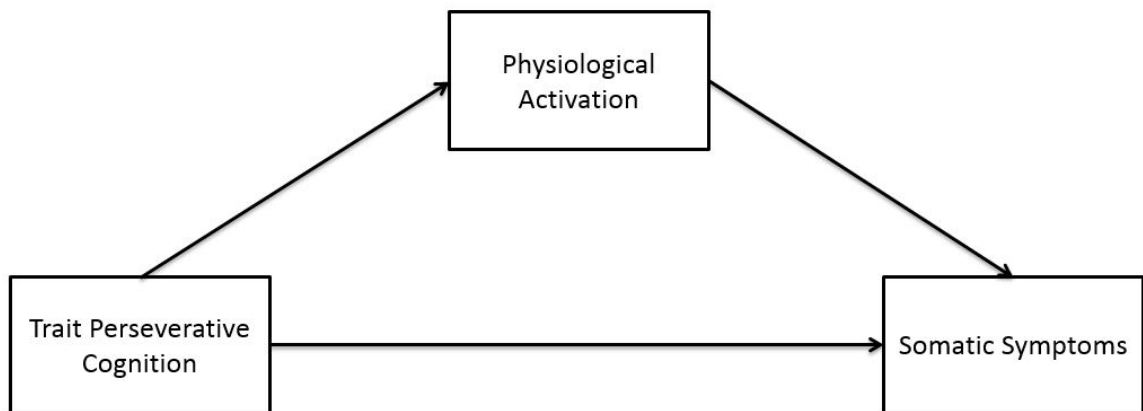 Physiological
Activation
Trait Perseverative
Cognition
Somatic Symptoms